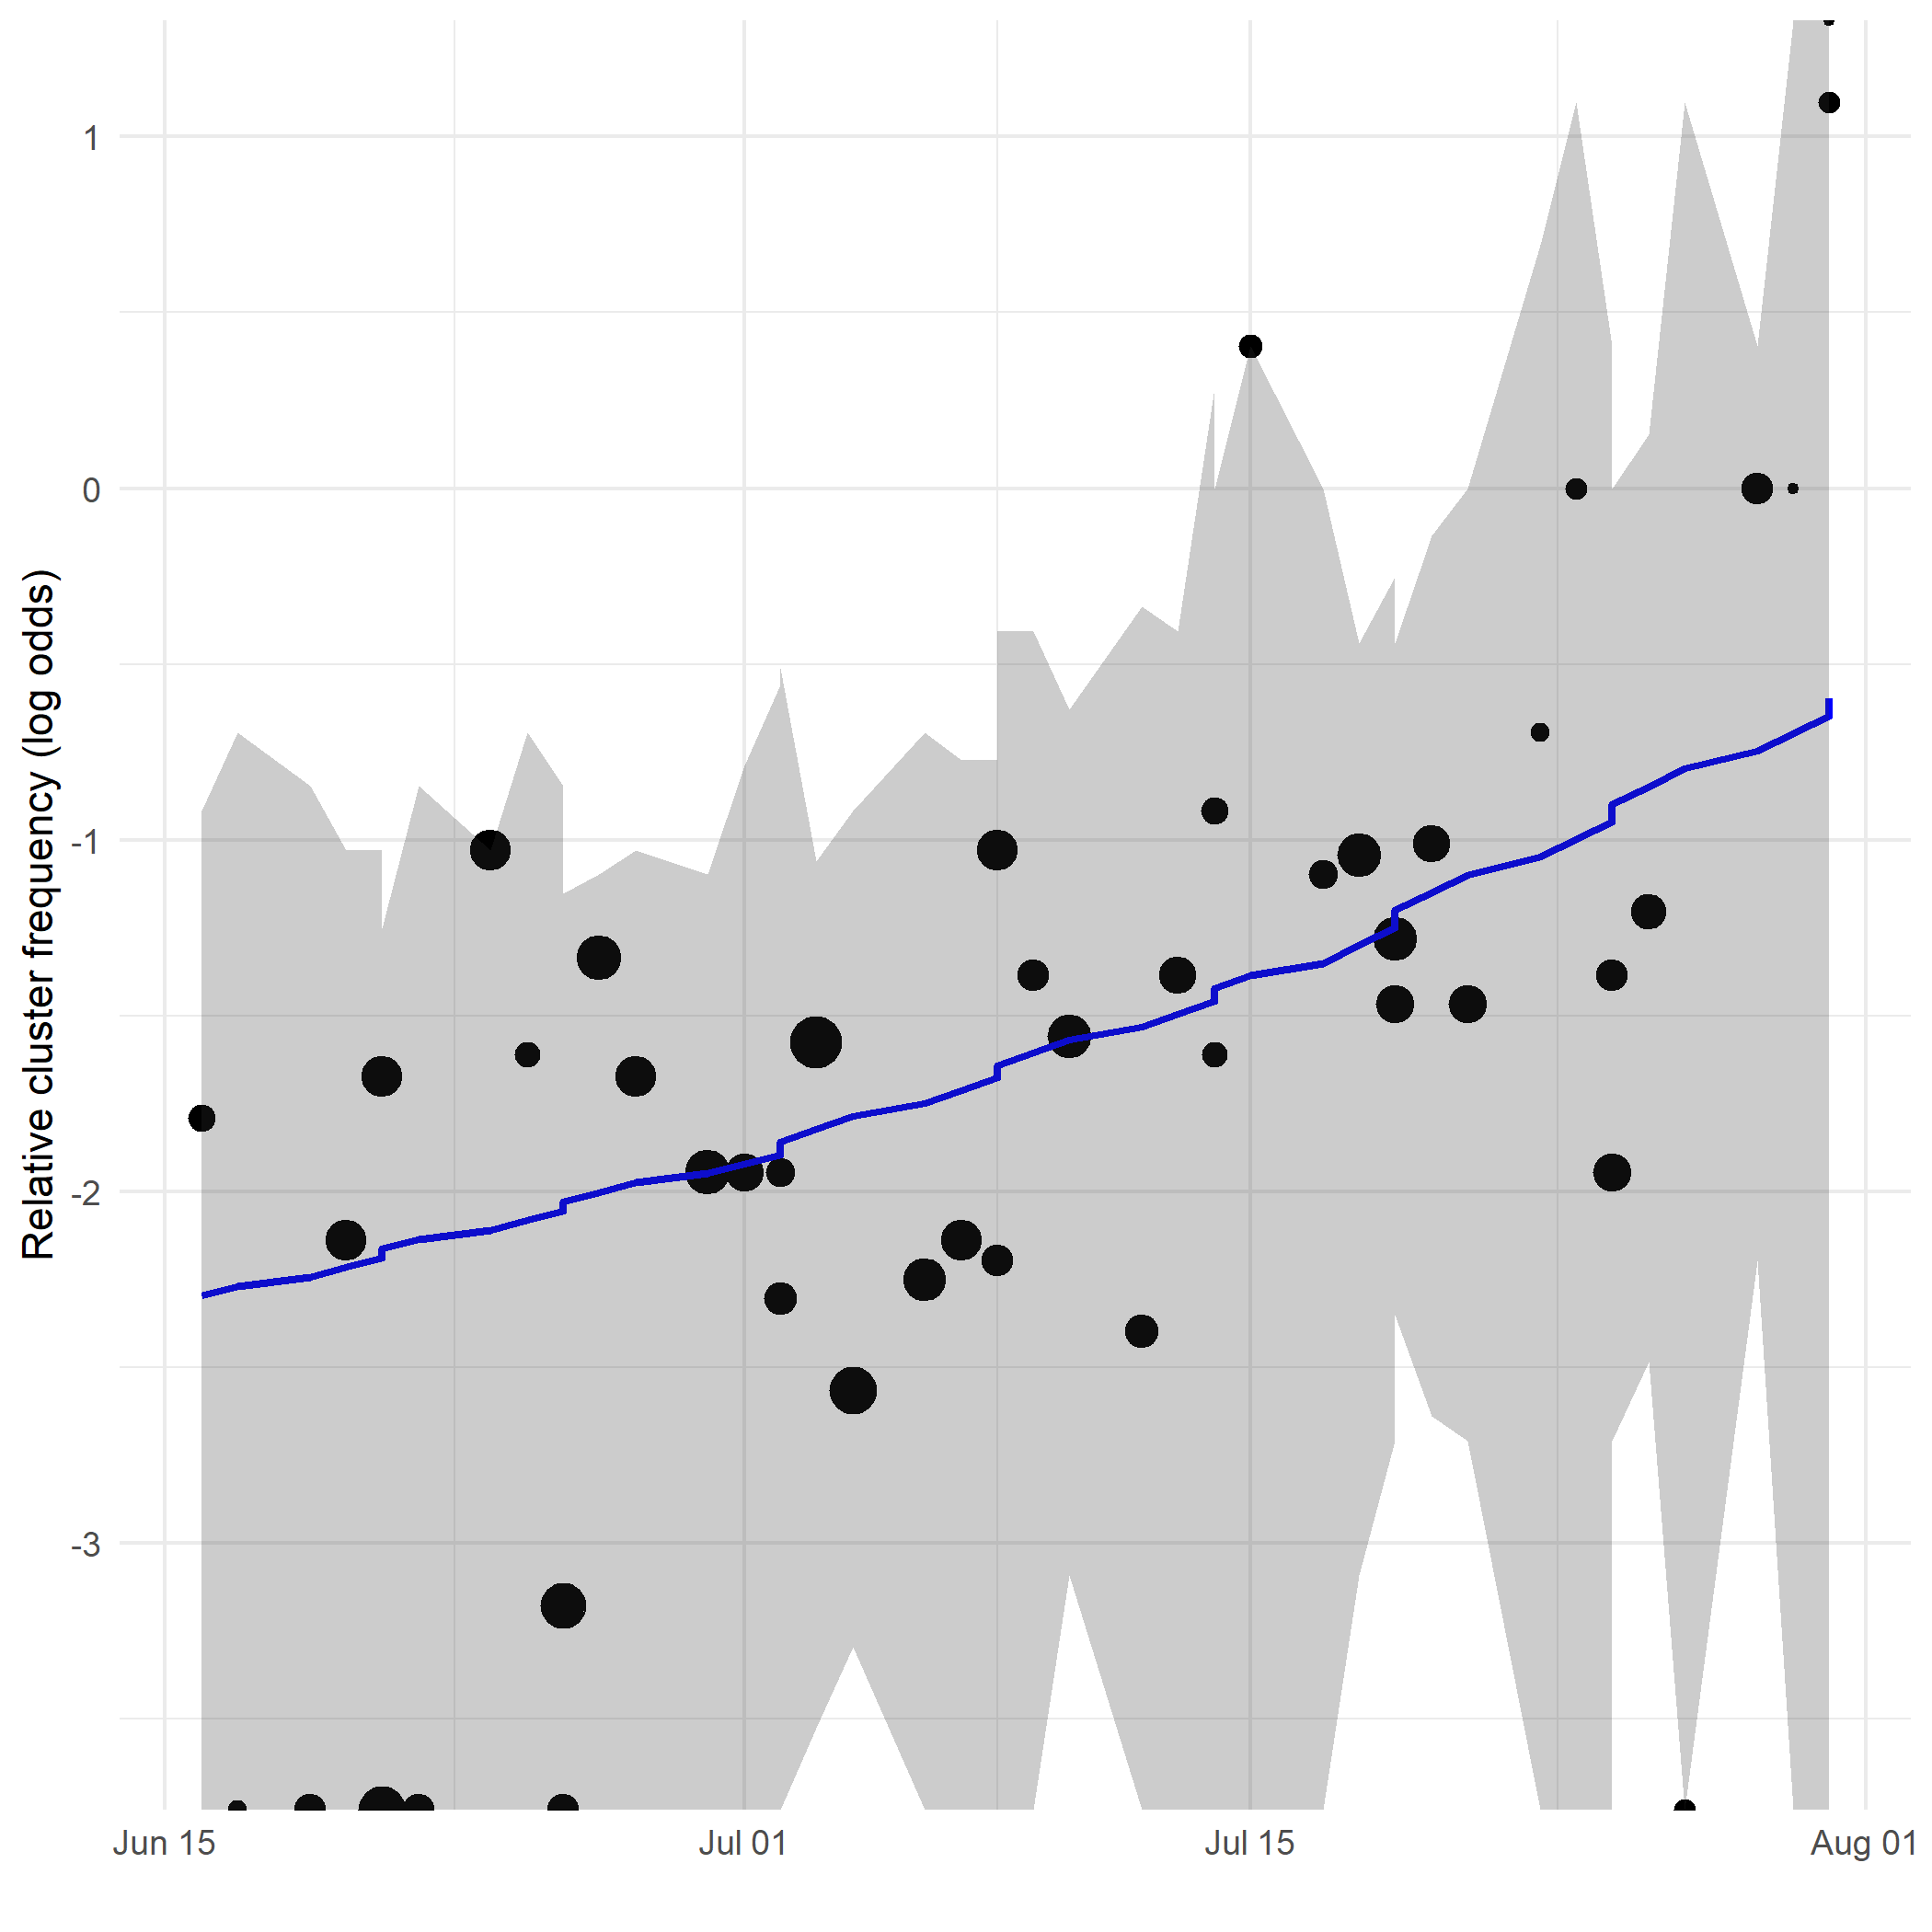 Relative cluster frequency (log odds)
1
0
-1
-2
-3
Jun 15
Jul 01
Jul 15
Aug 01